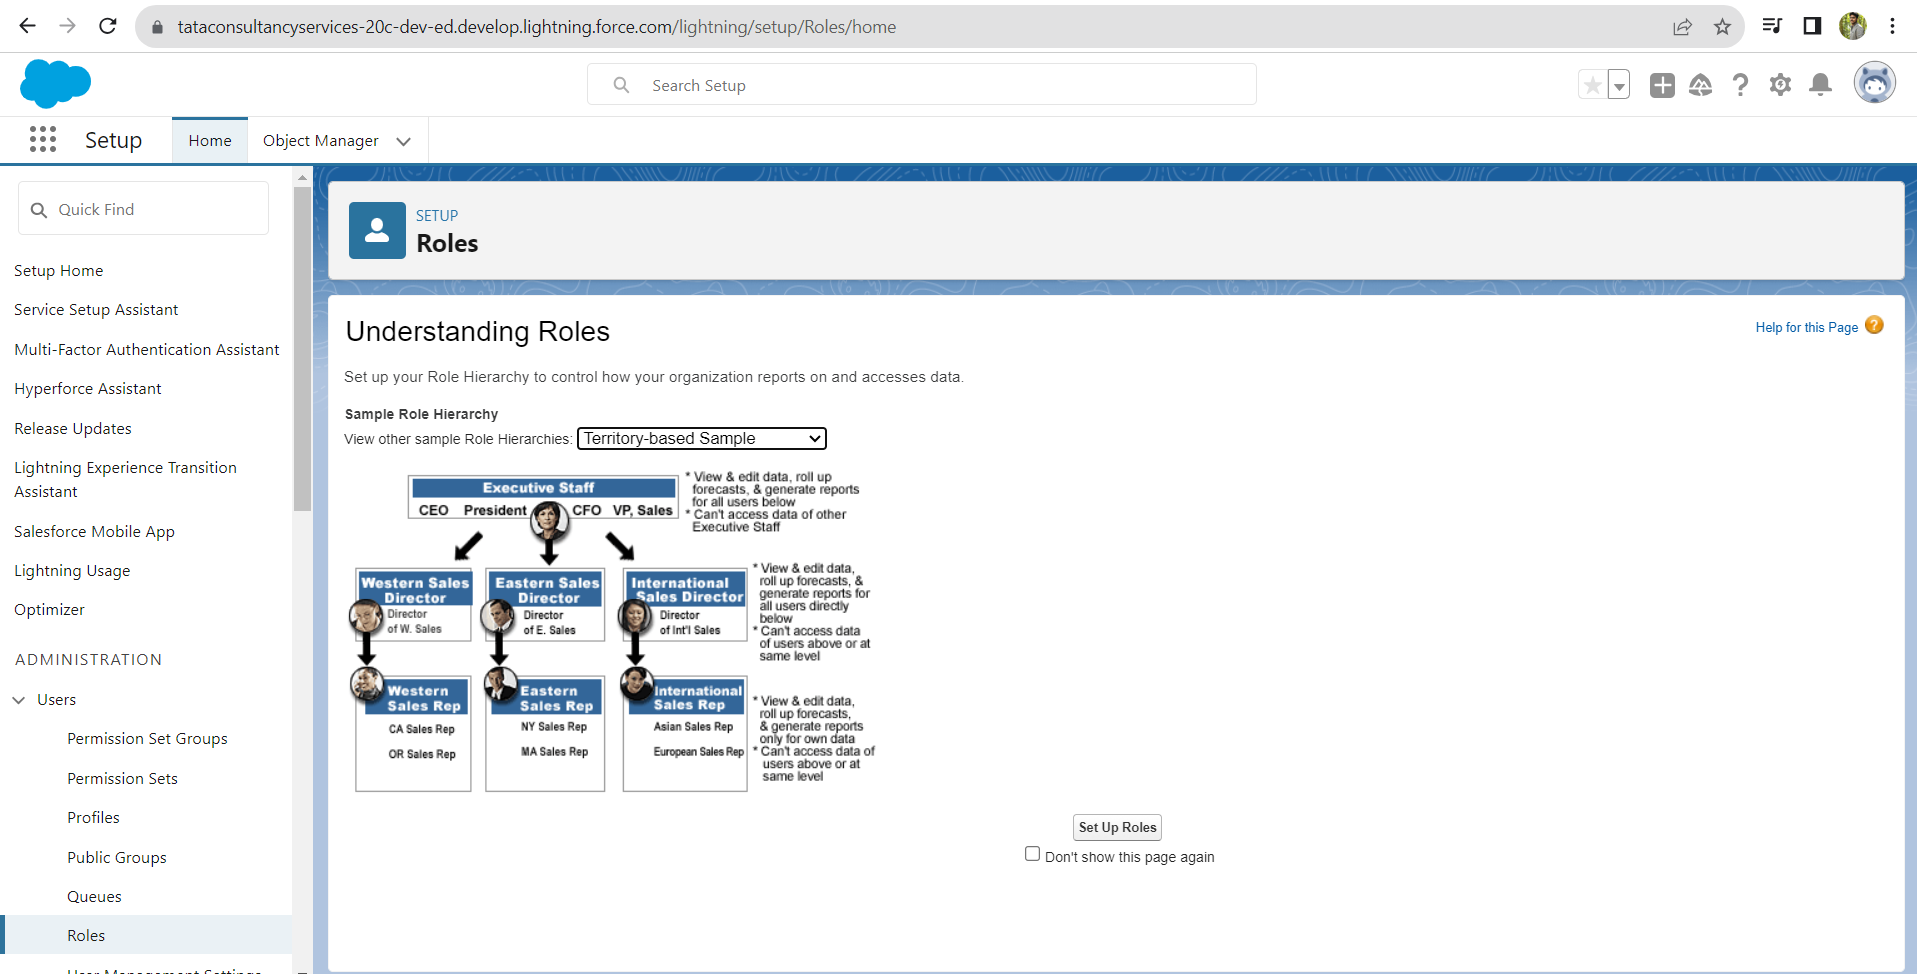 tataconsultancyservices-20c-dev-ed.develop.lightning.force.com/lightning/setup/Roles/home
Search Setup
Setup
Home
Object Manager
Quick Find
Setup Home
Service Setup Assistant
Multi-Factor Authentication Assistant
Hyperforce Assistant
Release Updates
Lightning Experience Transition
Assistant
Salesforce Mobile App
Lightning Usage
Optimizer
ADMINISTRATION
Users
Permission Set Groups
Permission Sets
Profiles
Public Groups
Queues
Roles
User Management Settings
SETUP
Roles
Understanding Roles
Help for this Page ?
Set up your Role Hierarchy to control how your organization reports on and accesses data.
Sample Role Hierarchy
View other sample Role Hierarchies: Territory-based Sample
Executive Staff
CEO President CFO VP, Sales
* View & edit data, roll up
forecasts, & generate reports
for all users below
* Can't access data of other
Executive Staff
Western Sales
Director
Director
of W. Sales
Eastern Sales
Director
Director
of E. Sales
International
Sales Director
Director
of Int'l Sales
* View & edit data,
roll up forecasts, &
generate reports for
all users directly
below
* Can't access data
of users above or at
same level
Western
Sales Rep
CA Sales Rep
OR Sales Rep
Eastern
Sales Rep
NY Sales Rep
MA Sales Rep
International
Sales Rep
Asian Sales Rep
European Sales Rep
* View & edit data,
roll up forecasts,
& generate reports
only for own data
* Can't access data of
users above or at
same level
Set Up Roles
Don't show this page again